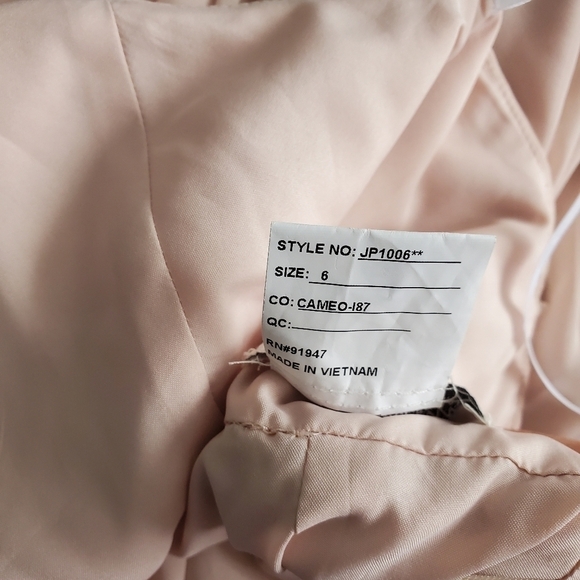 STYLE NO: JP1006**
SIZE: 6
CO: CAMEO-I87
QC:
RN#91947
MADE IN VIETNAM